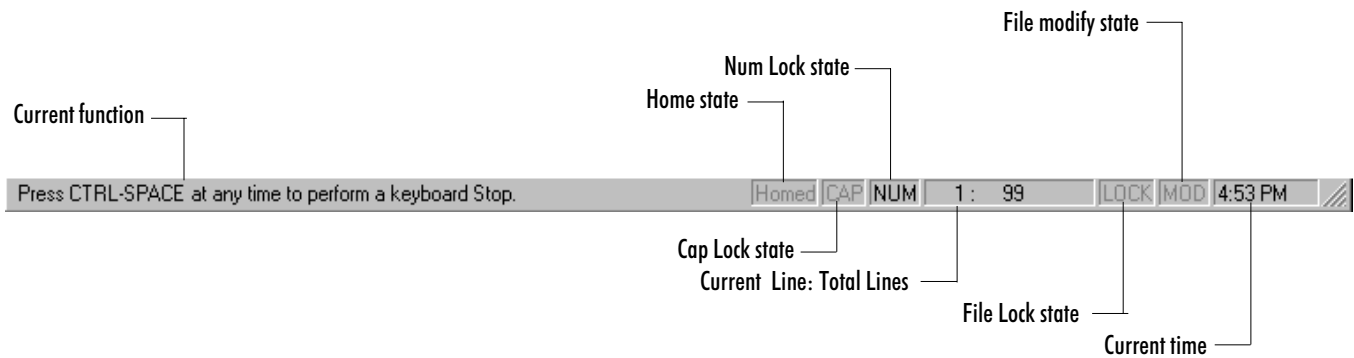 File modify state
Num Lock state
Home state
Current function
Press CTRL-SPACE at any time to perform a keyboard Stop. Homed CAP NUM 1 : 99 LOCK MOD 4:53 PM
Cap Lock state
Current Line: Total Lines
File Lock state
Current time